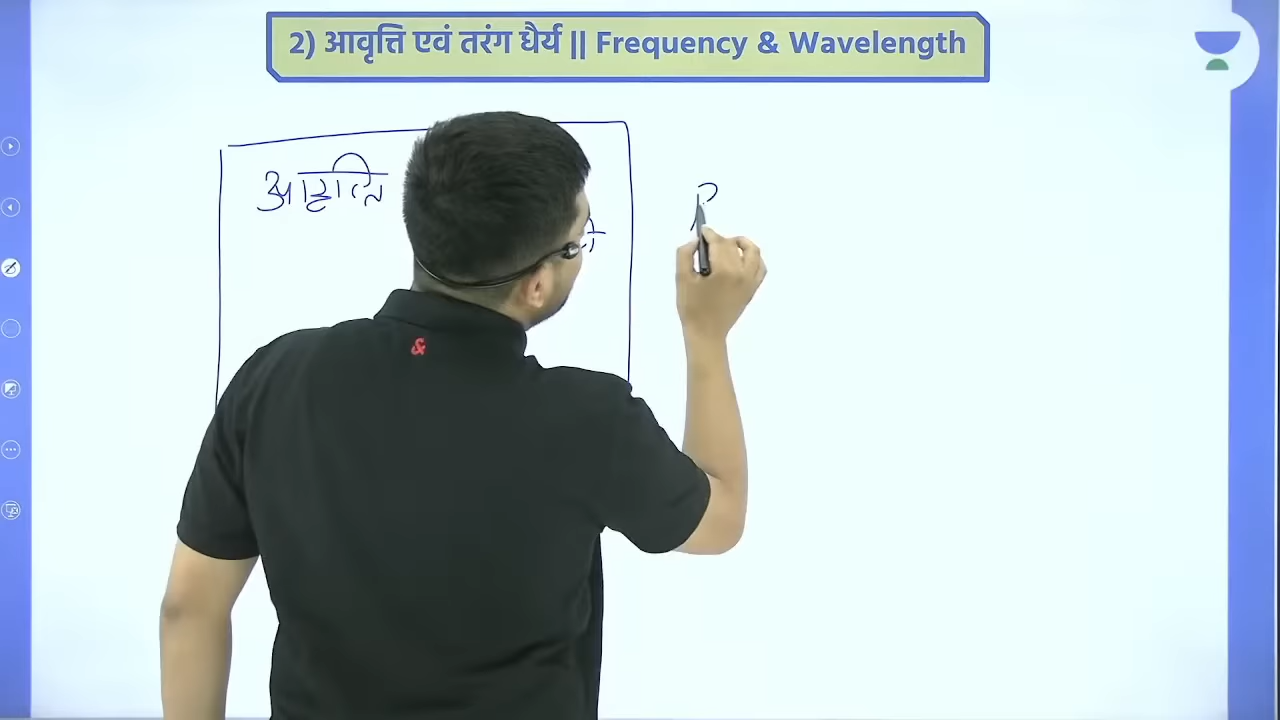 2) आवृत्ति एवं तरंग धैर्य || Frequency & Wavelength
आवृत्ति